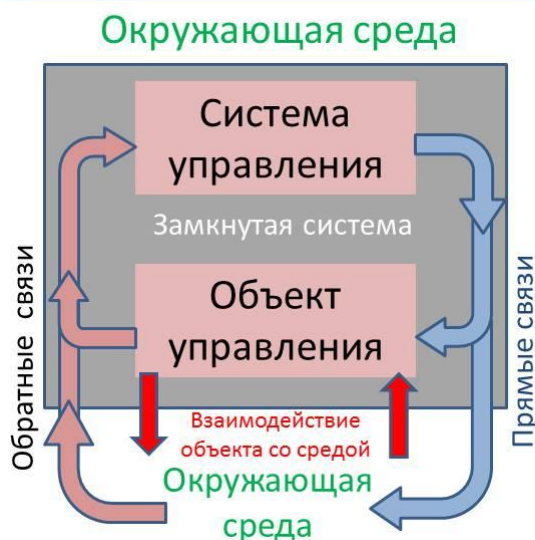 Окружающая среда
Система
управления
Замкнутая система
Объект
управления
Обратные связи
Прямые связи
Взаимодействие
объекта со средой
Окружающая
среда